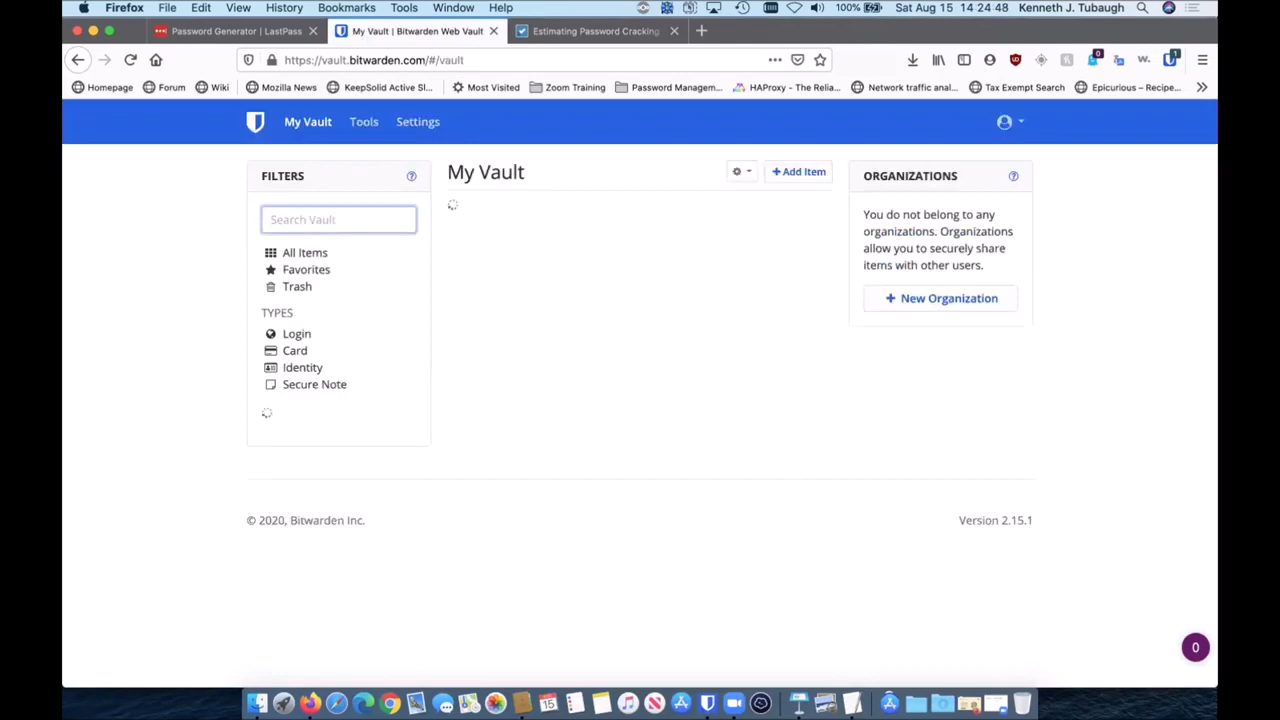 Firefox File Edit View History Bookmarks Tools Window Help 100% Sat Aug 15 14:24:48 Kenneth J. Tubaugh
Password Generator | LastPass My Vault | Bitwarden Web Vault Estimating Password Cracking
https://vault.bitwarden.com/#/vault 0 1
Homepage Forum Wiki Mozilla News KeepSolid Active Sl... Most Visited Zoom Training Password Managem... HAProxy - The Relia... Network traffic anal... Tax Exempt Search Epicurious – Recipe...
My Vault Tools Settings
FILTERS
Search Vault
All Items
Favorites
Trash
TYPES
Login
Card
Identity
Secure Note
My Vault
+ Add Item
ORGANIZATIONS
You do not belong to any
organizations. Organizations
allow you to securely share
items with other users.
+ New Organization
© 2020, Bitwarden Inc. Version 2.15.1
0
15